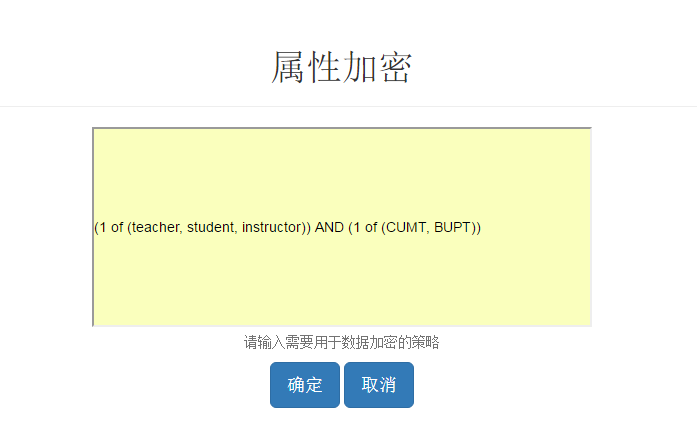 属性加密
(1 of (teacher, student, instructor)) AND (1 of (CUMT, BUPT))
请输入需要用于数据加密的策略
确定 取消